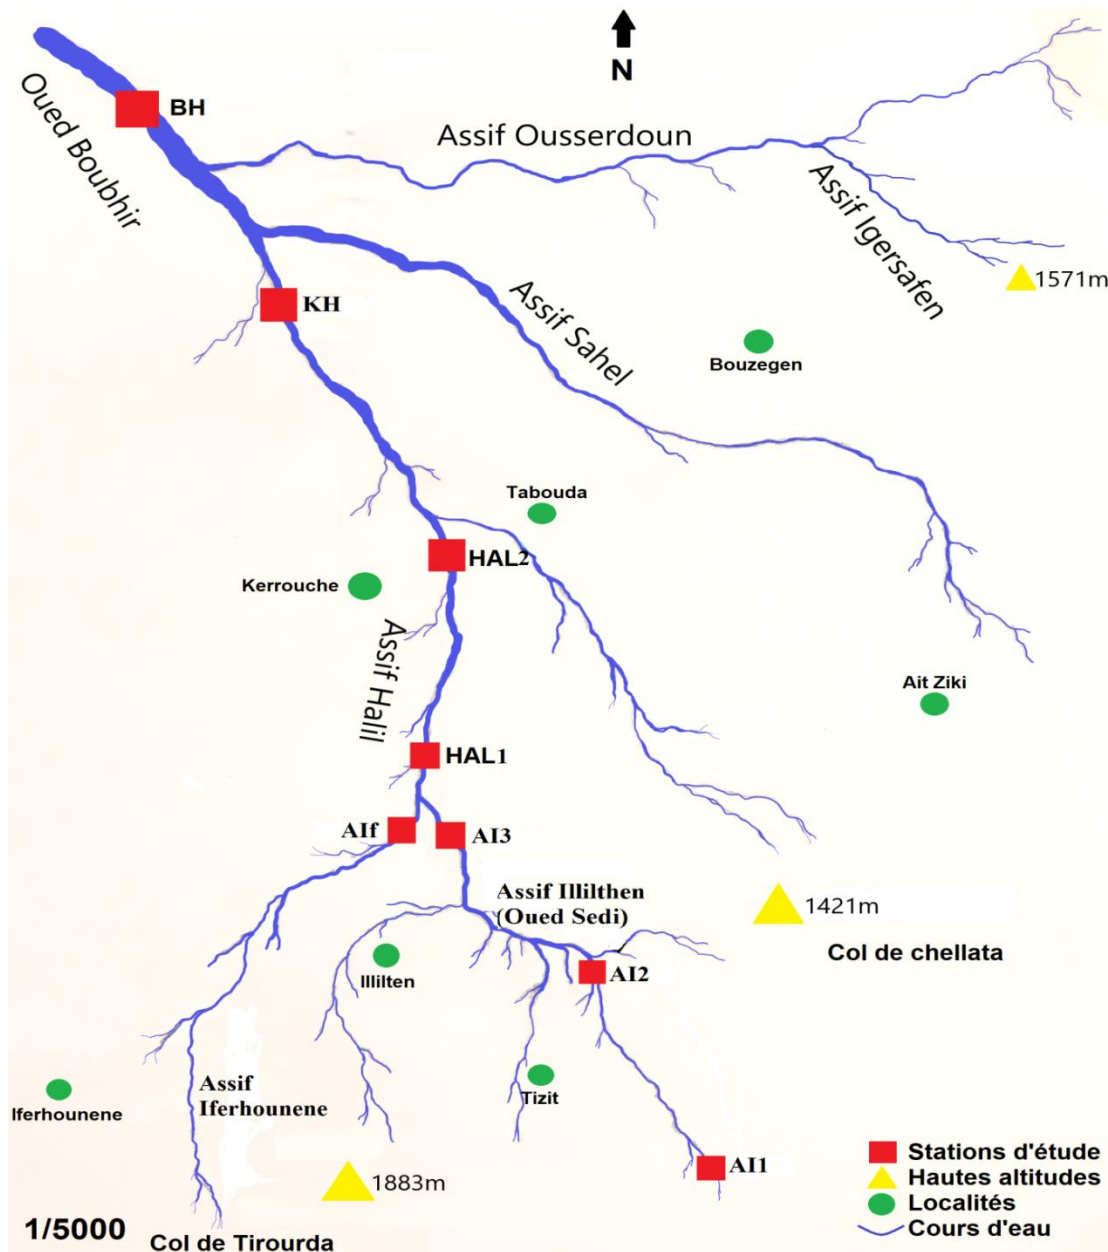 N
BH
Oued Boubhir
Assif Ousserdoun
Assif Igersafen
1571m
KH
Assif Sahel
Bouzegen
Tabouda
HAL2
Kerrouche
Assif Halil
Ait Ziki
HAL1
AIf
AI3
Assif Illilthen
(Oued Sedi)
1421m
Col de chellata
Illilten
AI2
Assif
Iferhounene
Tizit
Iferhounene
AI1
1883m
Col de Tirourda
1/5000
Stations d'étude
Hautes altitudes
Localités
Cours d'eau